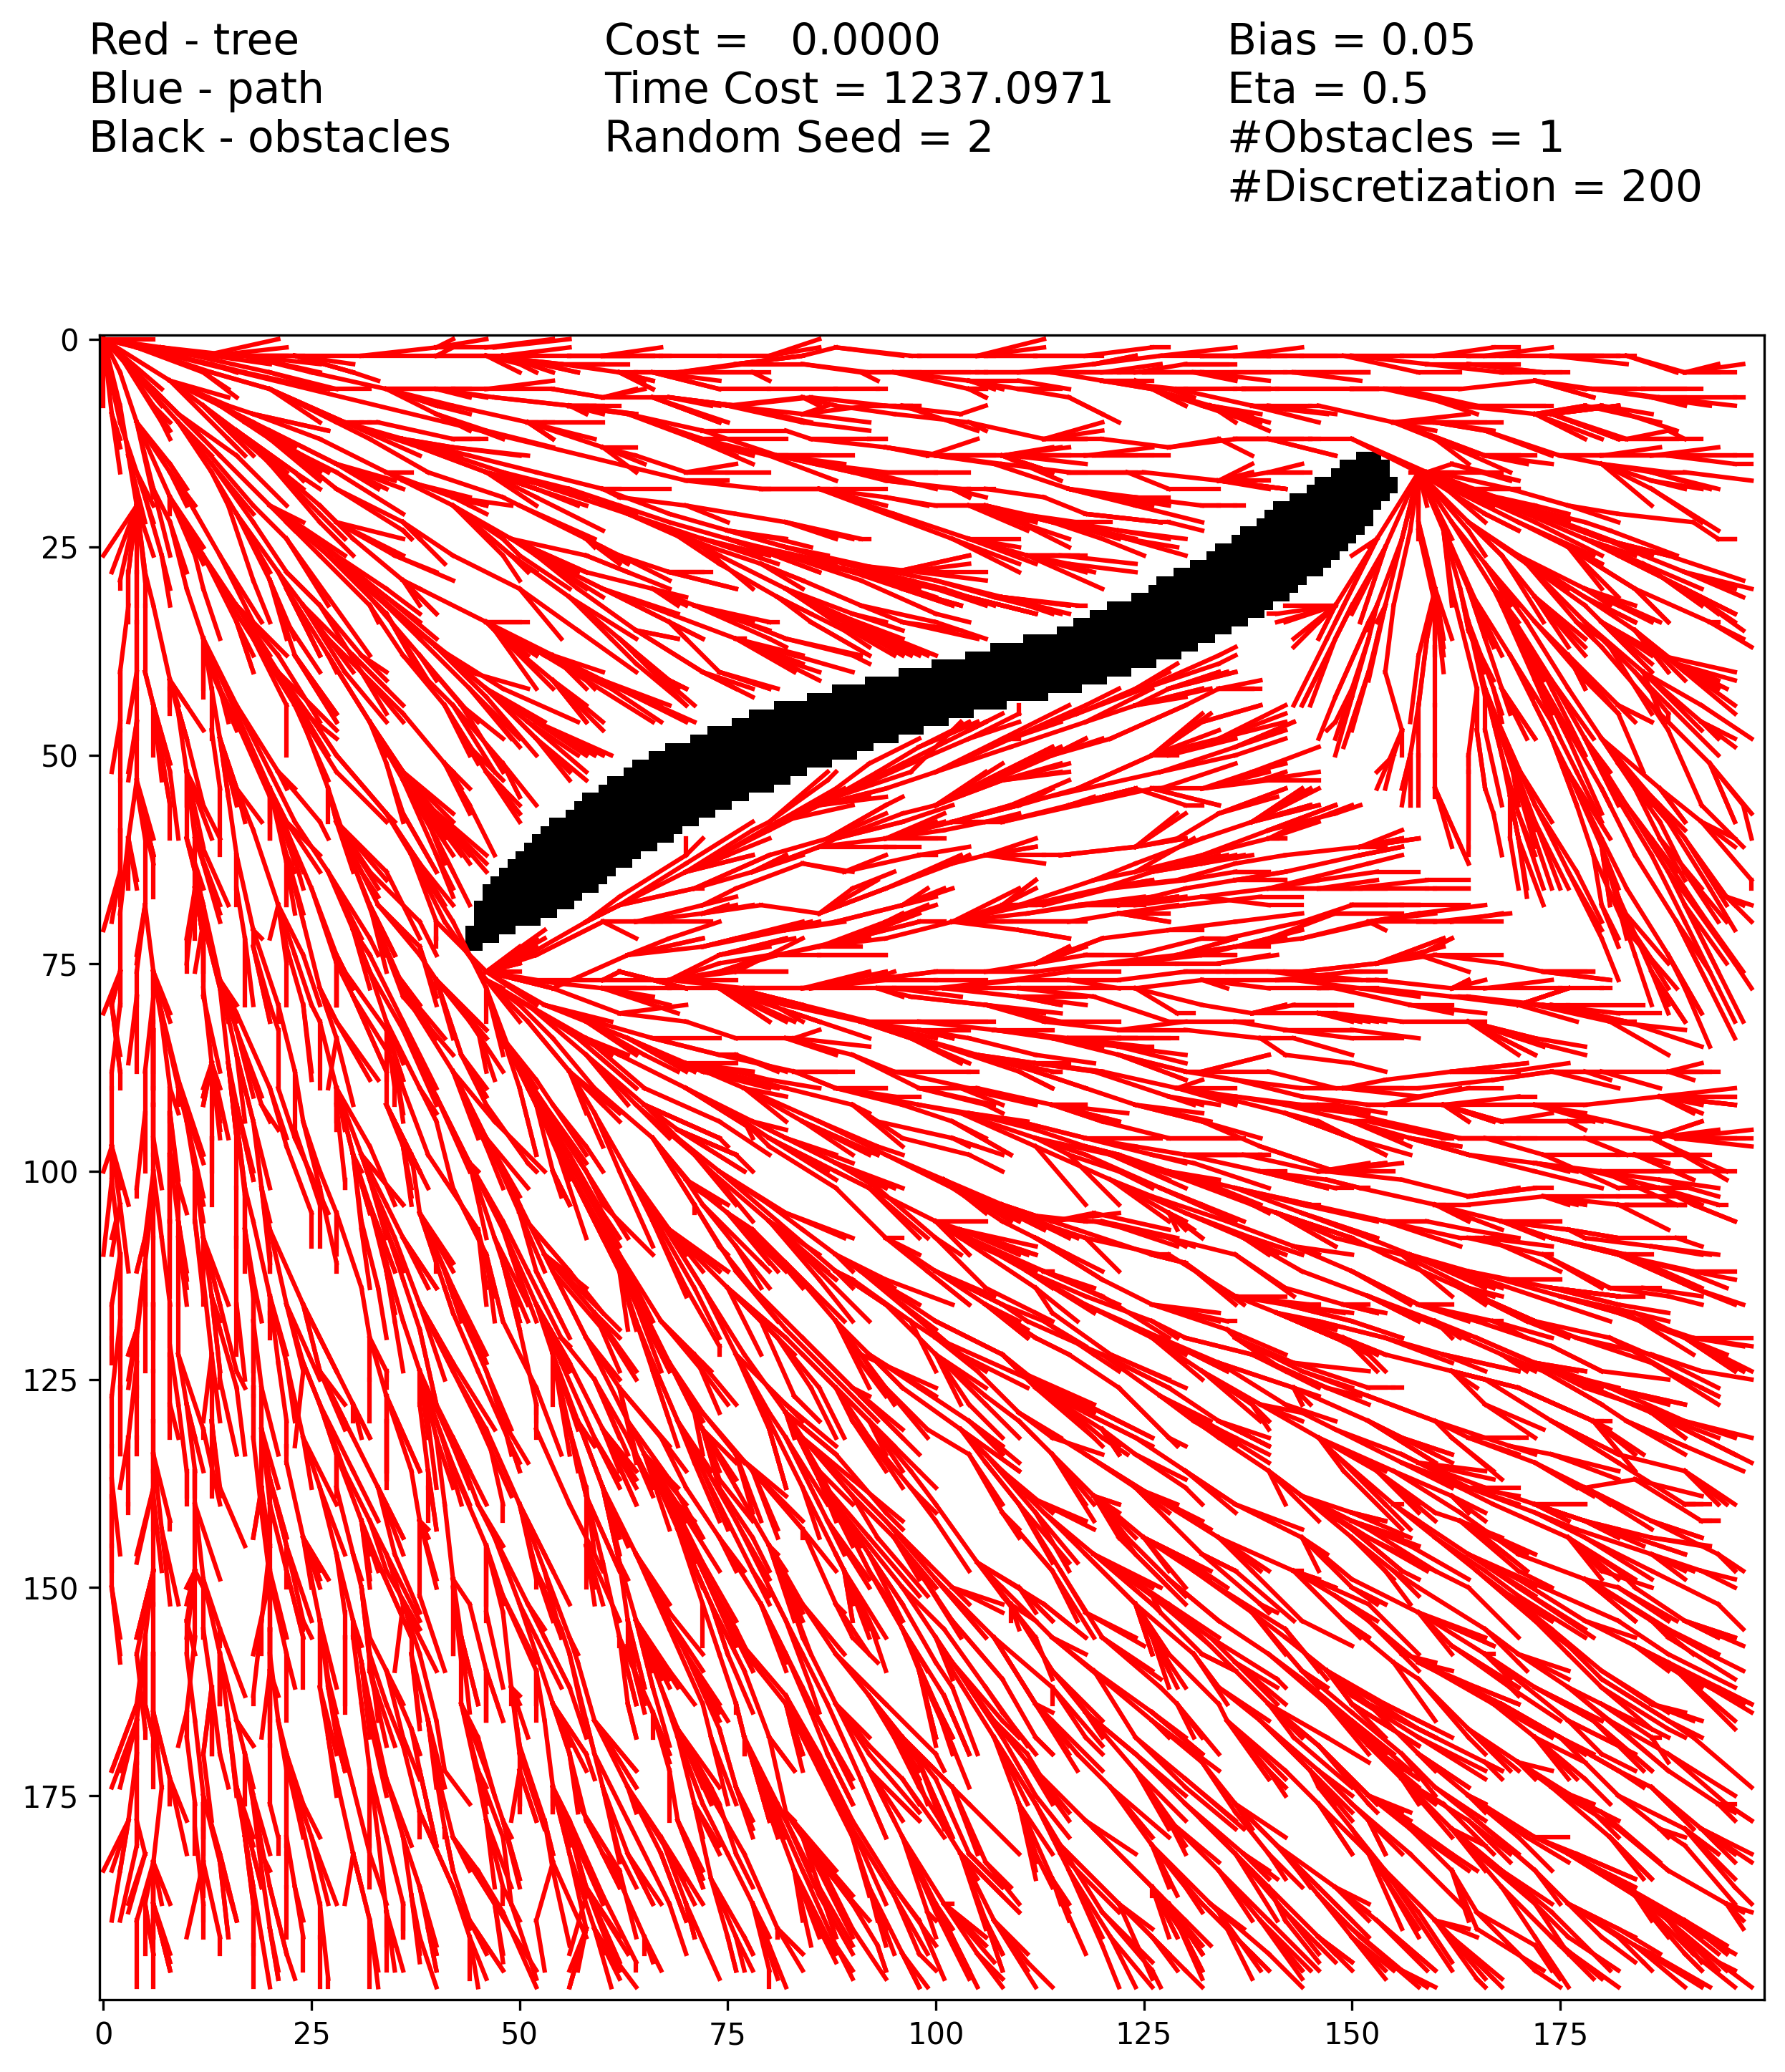 Red - tree
Blue - path
Black - obstacles
Cost =   0.0000
Time Cost = 1237.0971
Random Seed = 2
Bias = 0.05
Eta = 0.5
#Obstacles = 1
#Discretization = 200
0
25
50
75
100
125
150
175
0 25 50 75 100 125 150 175